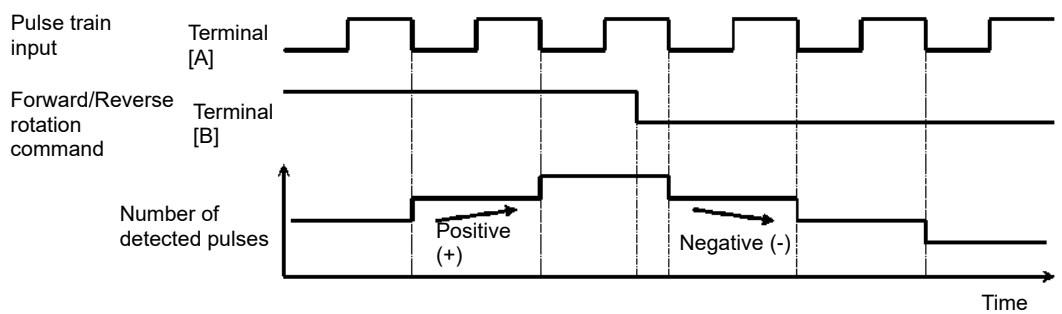 Pulse train
input
Terminal
[A]
Forward/Reverse
rotation
command
Terminal
[B]
Number of
detected pulses
Positive
(+)
Negative (-)
Time